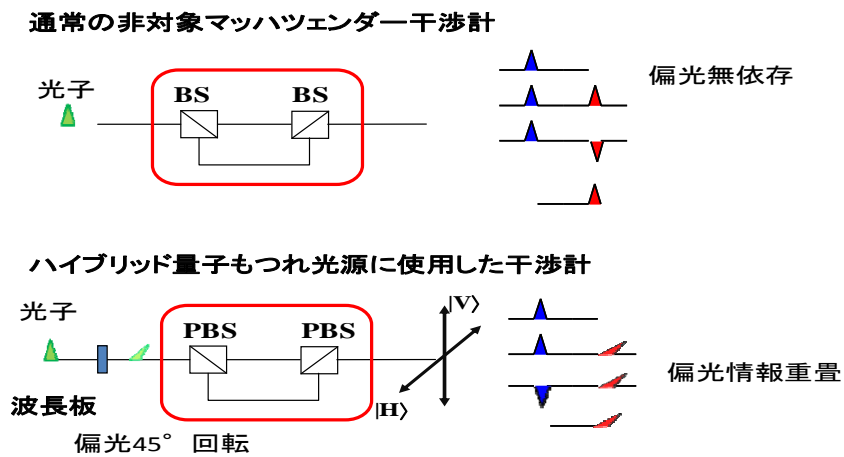 通常の非対象マッハツェンダー干渉計
光子
BS
BS
偏光無依存
ハイブリッド量子もつれ光源に使用した干渉計
光子
PBS
PBS
|V⟩
|H⟩
波長板
偏光45° 回転
偏光情報重畳